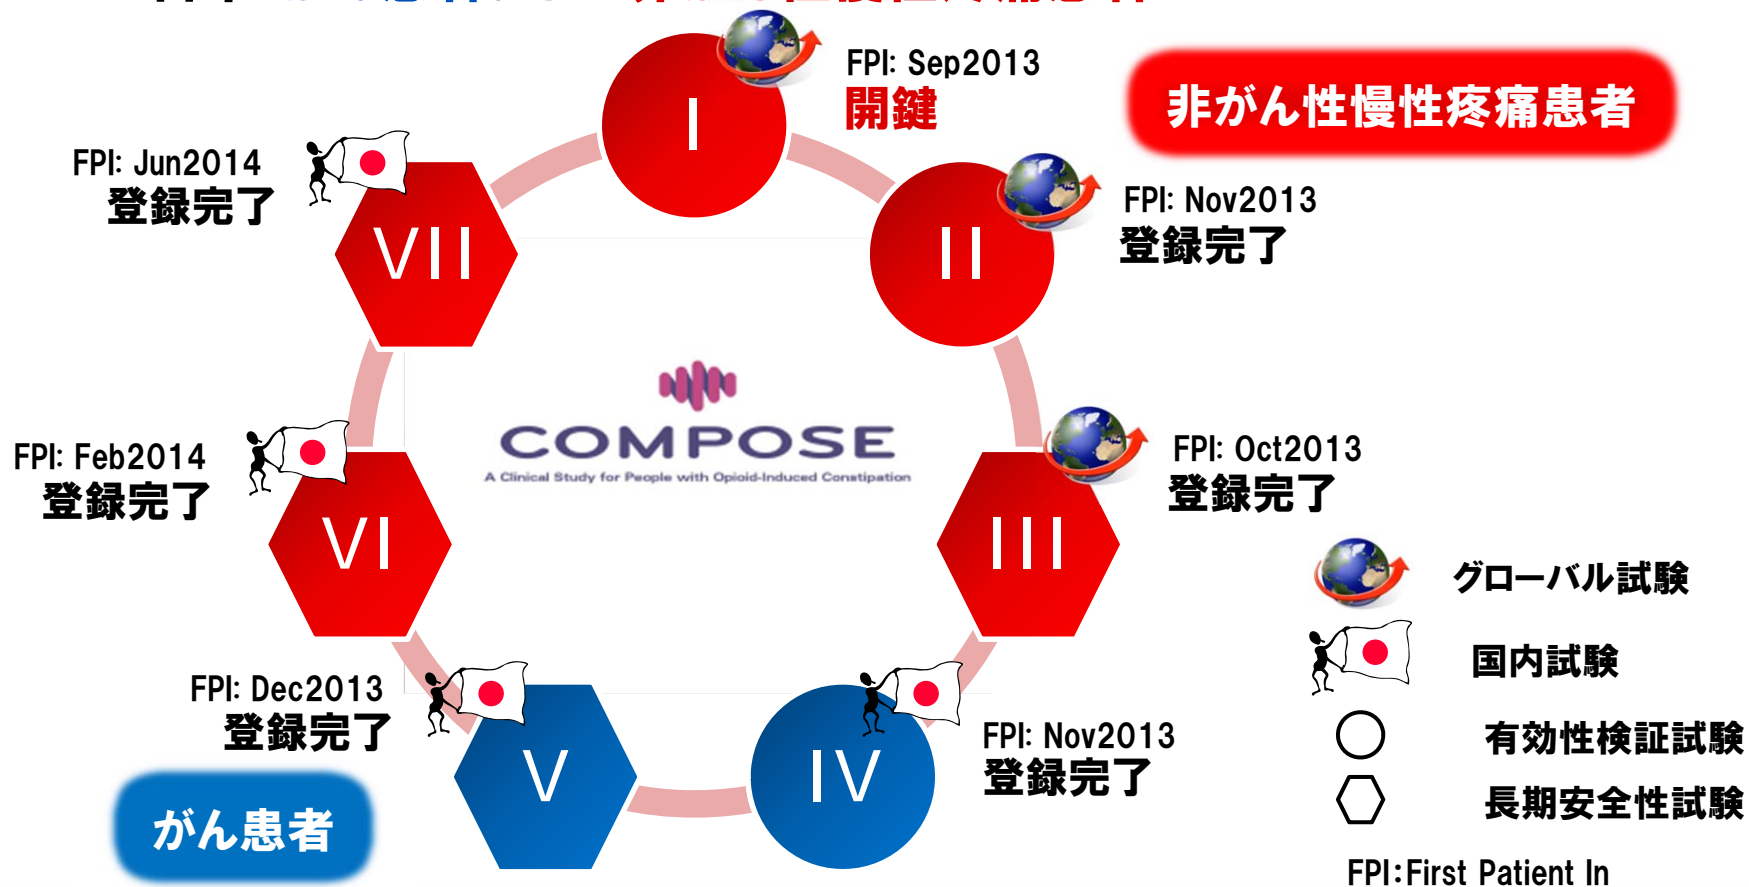 FPI: Sep2013
開鍵
非がん性慢性疼痛患者
I
FPI: Jun2014
登録完了
VII
II
FPI: Nov2013
登録完了
COMPOSE
A Clinical Study for People with Opioid-Induced Constipation
FPI: Feb2014
登録完了
VI
III
FPI: Oct2013
登録完了
グローバル試験
国内試験
FPI: Dec2013
登録完了
V
IV
FPI: Nov2013
登録完了
有効性検証試験
長期安全性試験
がん患者
FPI:First Patient In